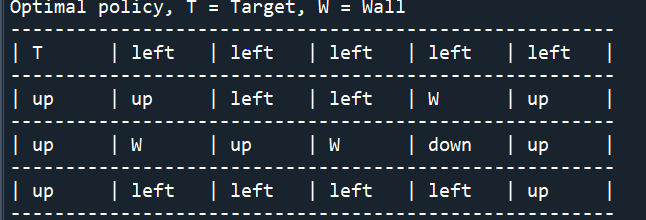 Optimal policy, T = Target, W = Wall
-------------------------------------------------------
| T | left | left | left | left | left |
-------------------------------------------------------
| up | up | left | left | W | up |
-------------------------------------------------------
| up | W | up | W | down | up |
-------------------------------------------------------
| up | left | left | left | left | up |
-------------------------------------------------------